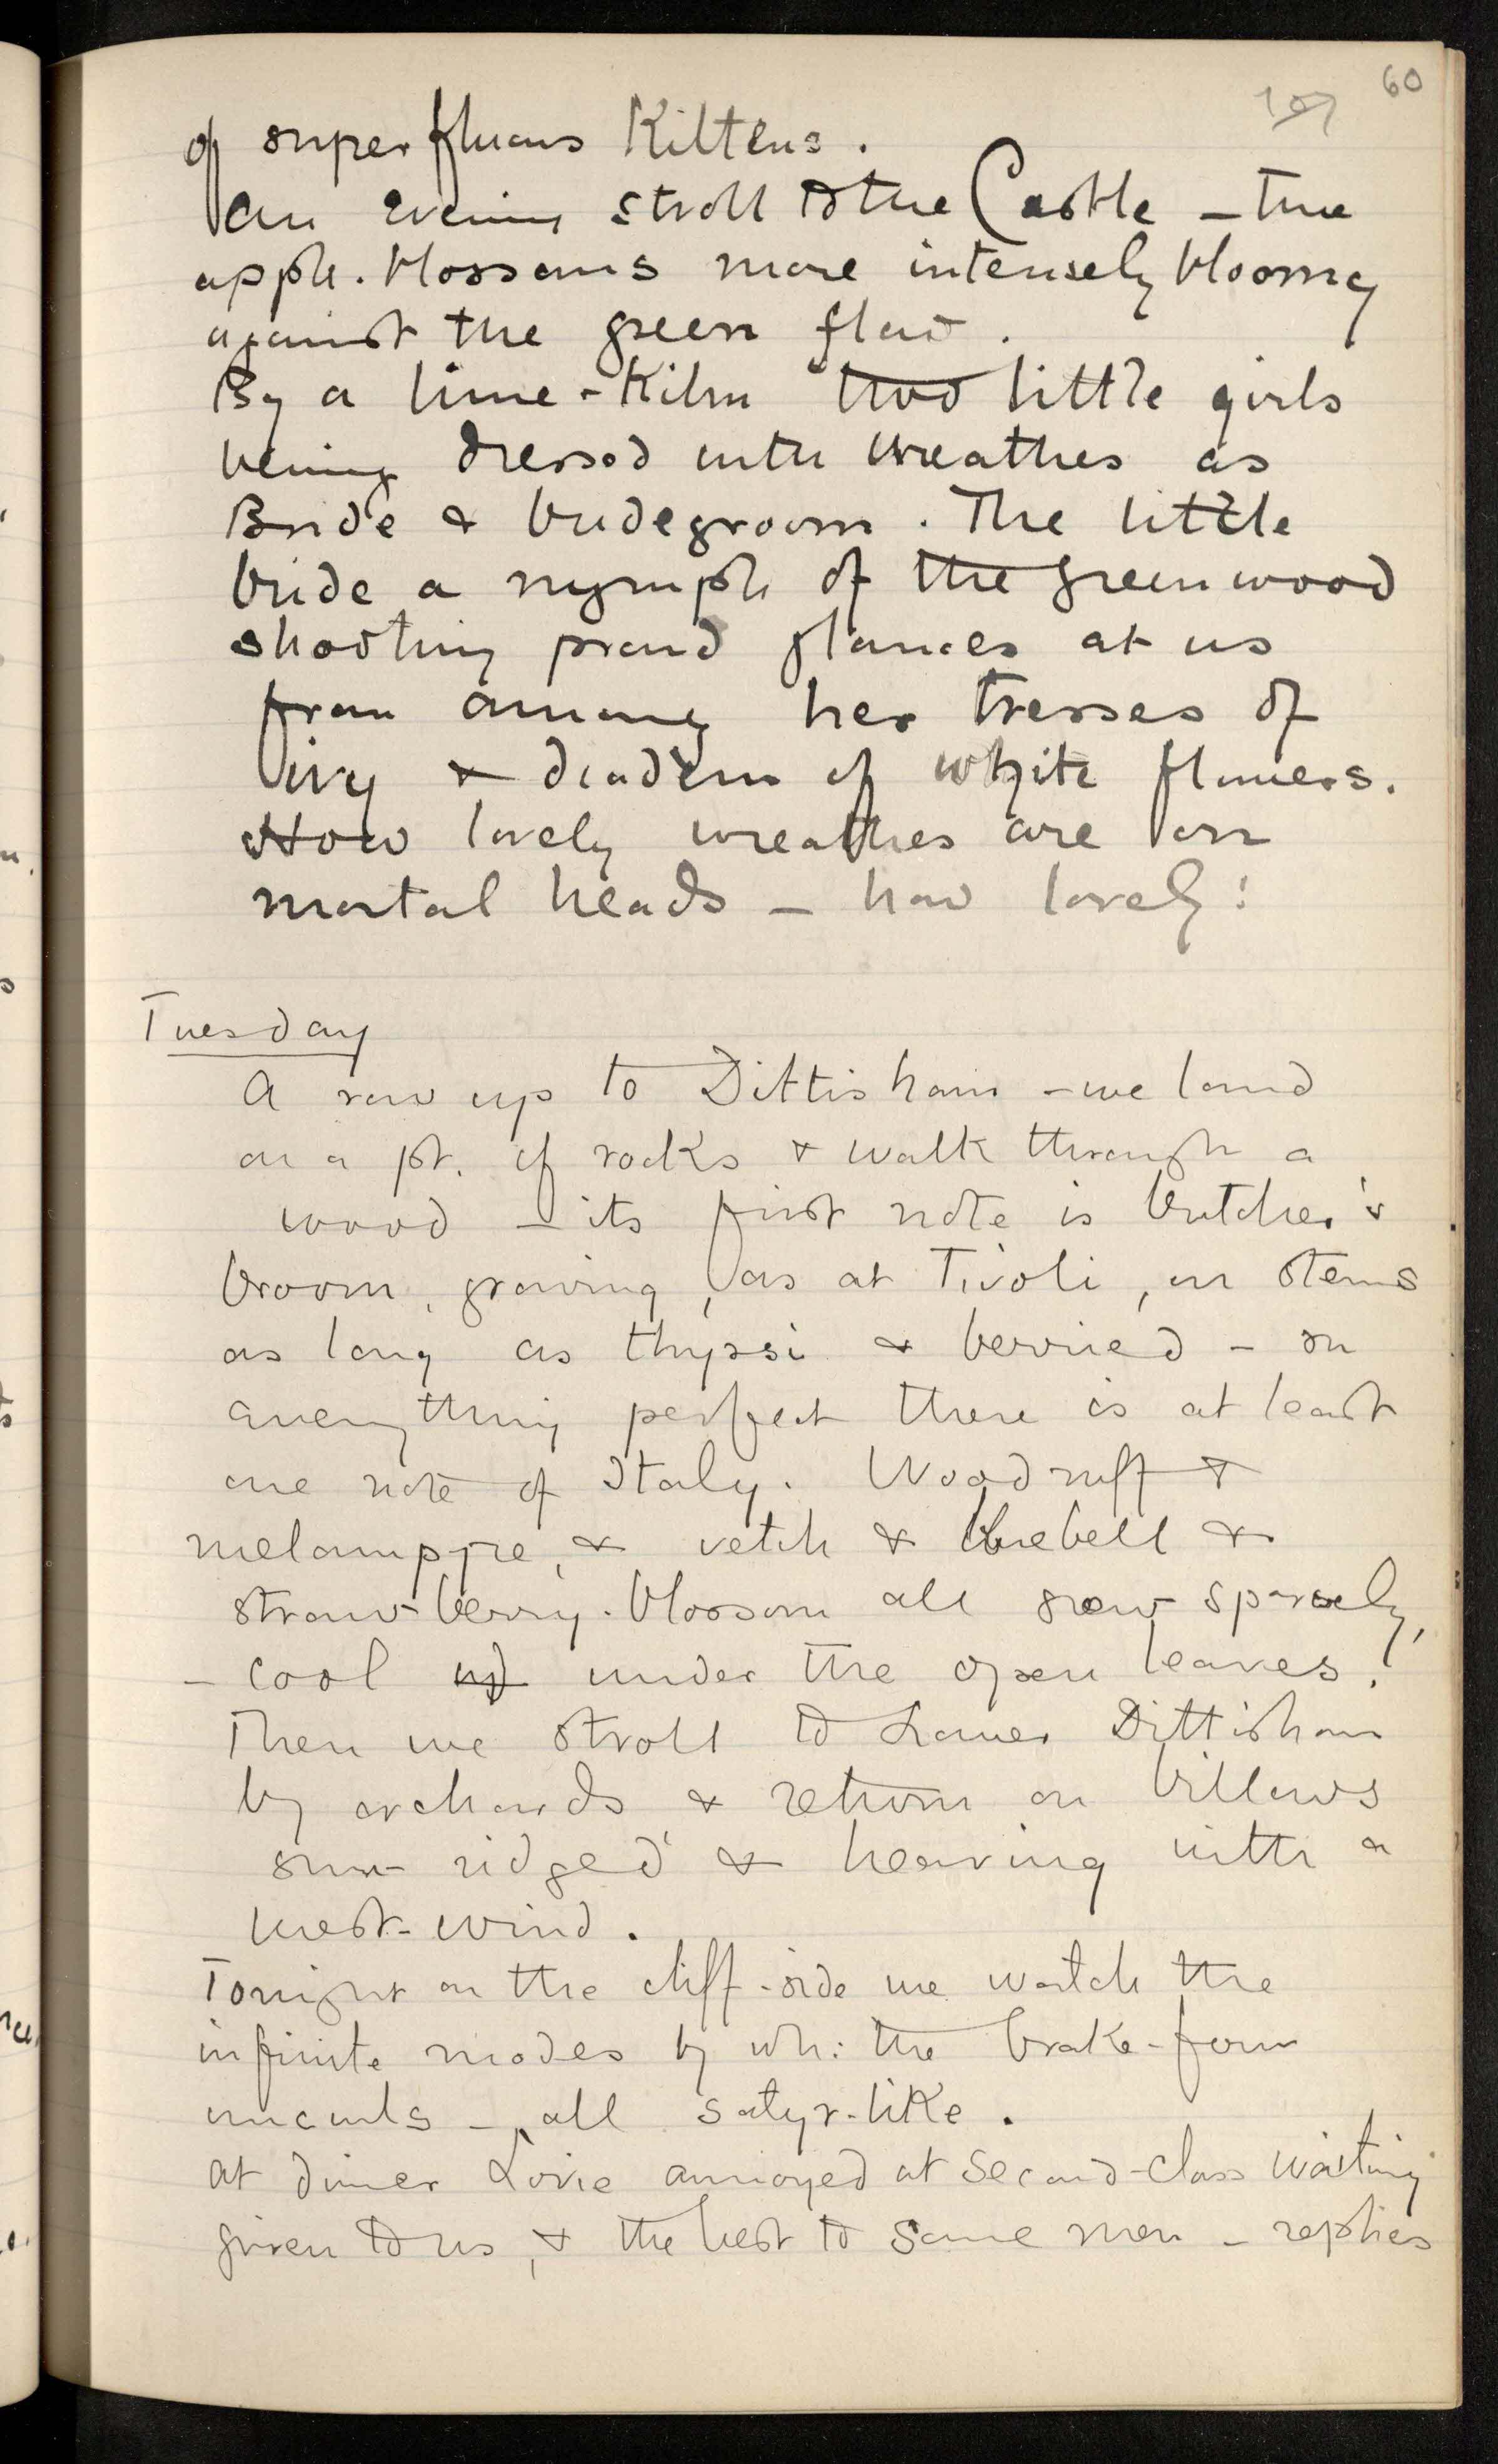 60
of superfluous Kittens.
An evening stroll to the Castle – the
apple-blossoms more intensely bloomy
against the green flow.
By a lime-Kiln two little girls
being dressed with wreathes as
Bride & bridegroom. The little
bride a nymph of the greenwood
shooting proud glances at us
from among her tresses of
ivy & diadem of white flowers.
How lovely wreathes are on
mortal heads – how lovely!
Tuesday
A row up to Dittisham – we land
on a pt. of rocks & walk through a
wood – its first note is butcher's
broom, growing, as at Tivoli, on stems
as long as thyrsi & berried – in
everything perfect there is at least
one note of Italy. Woodruff &
melampyre, & vetch & bluebell &
strawberry-blossom all grow sparsely,
– cool under the open leaves!
Then we stroll to Lower Dittisham
by orchards & return on billows
sun-ridged & heaving with a
west-wind.
Tonight on the cliff-side we watch the
infinite modes by wh: the brake-fern
uncurls – all satyr-like.
At dinner annoyed at second-class waiting
given to us, & the best to some men – replies